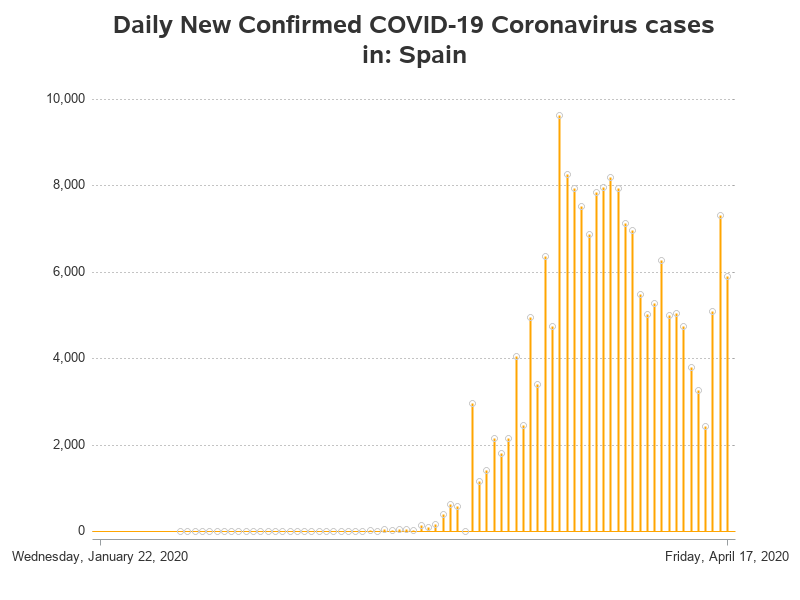 Daily New Confirmed COVID-19 Coronavirus cases
in: Spain
10,000
8,000
6,000
4,000
2,000
0
Wednesday, January 22, 2020
Friday, April 17, 2020